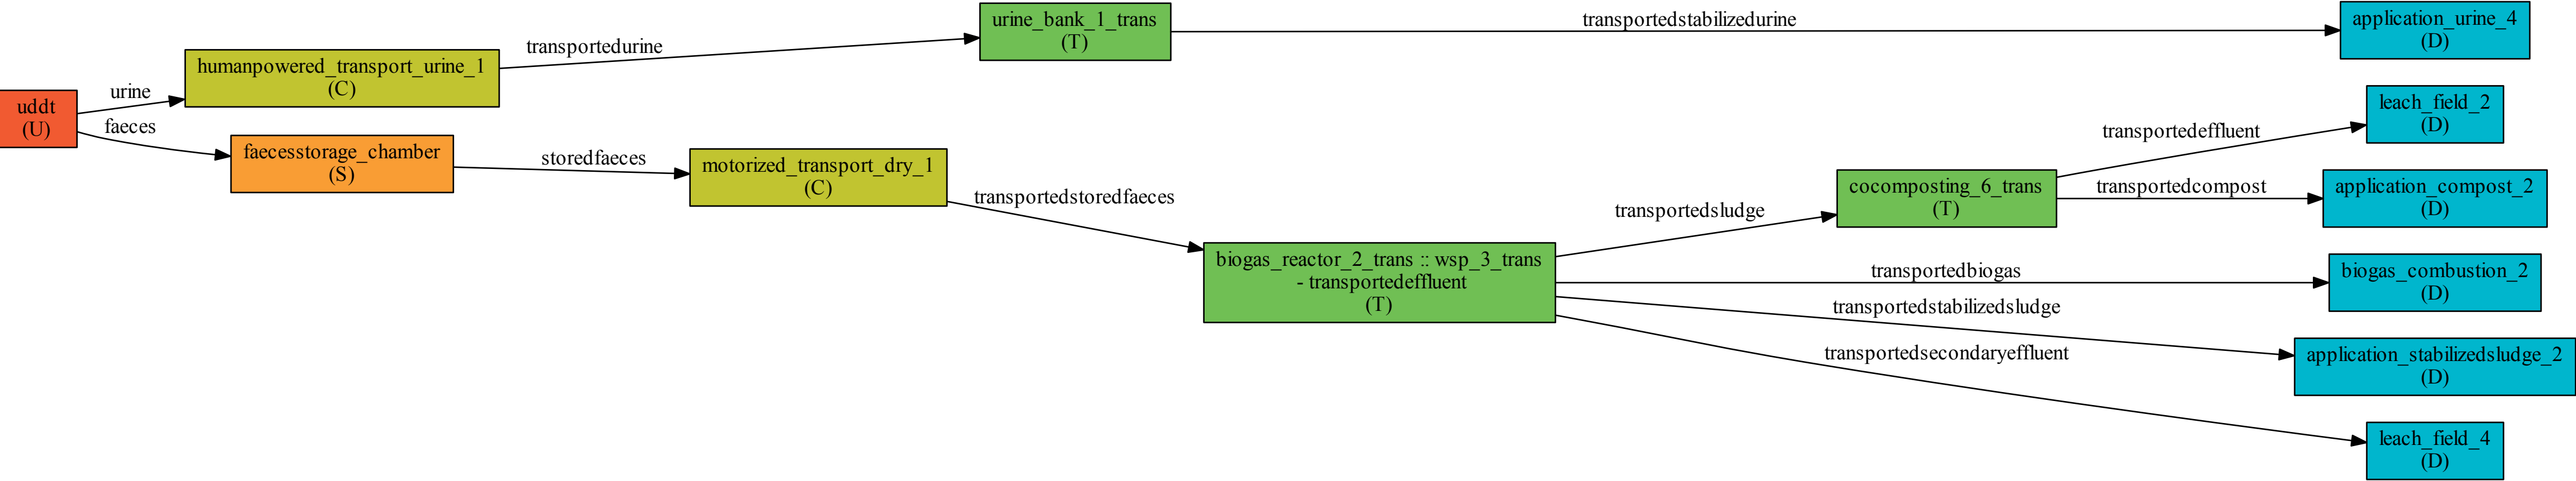 uddt
(U)
urine
faeces
humanpowered_transport_urine_1
(C)
faecesstorage_chamber
(S)
transportedurine
storedfaeces
urine_bank_1_trans
(T)
motorized_transport_dry_1
(C)
transportedstoredfaeces
biogas_reactor_2_trans :: wsp_3_trans
- transportedeffluent
(T)
transportedstabilizedurine
transportedsludge
transportedbiogas
transportedstabilizedsludge
transportedsecondaryeffluent
cocomposting_6_trans
(T)
transportedeffluent
transportedcompost
application_urine_4
(D)
leach_field_2
(D)
application_compost_2
(D)
biogas_combustion_2
(D)
application_stabilizedsludge_2
(D)
leach_field_4
(D)